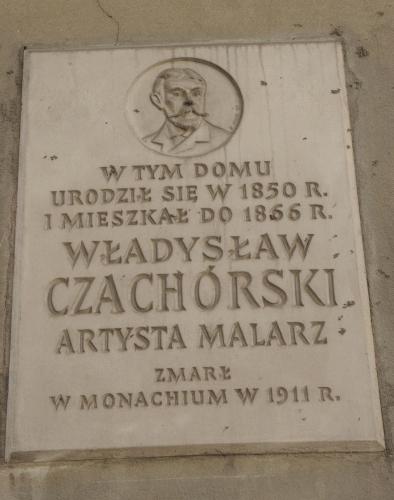 W TYM DOMU
URODZIŁ SIĘ W 1850 R.
I MIESZKAŁ DO 1866 R.
WŁADYSŁAW
CZACHÓRSKI
ARTYSTA MALARZ
ZMARŁ
W MONACHIUM W 1911 R.